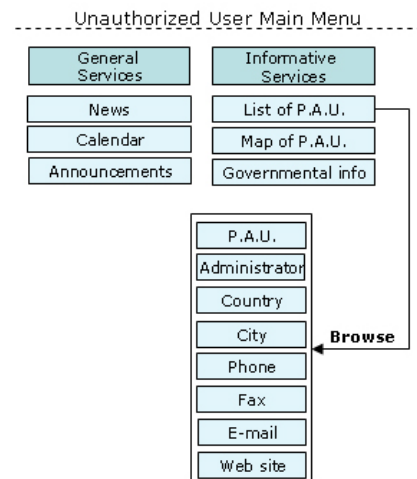 Unauthorized User Main Menu
General
Services
News
Calendar
Announcements
Informative
Services
List of P.A.U.
Map of P.A.U.
Governmental info
P.A.U.
Administrator
Country
City
Phone
Fax
E-mail
Web site
Browse